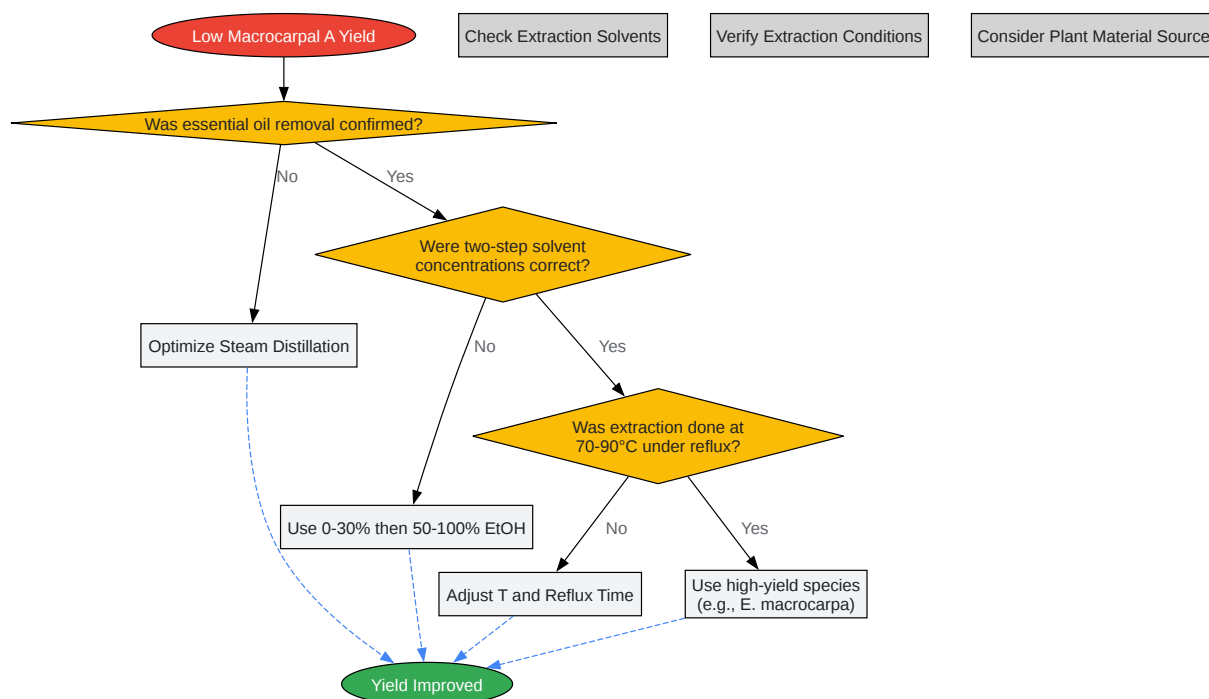 Low Macrocarpal A Yield
Check Extraction Solvents
Verify Extraction Conditions
Consider Plant Material Source
Was essential oil removal confirmed?
No
Yes
Were two-step solvent
concentrations correct?
Optimize Steam Distillation
No
Yes
Was extraction done at
70-90°C under reflux?
Use 0-30% then 50-100% EtOH
No
Yes
Adjust T and Reflux Time
Use high-yield species
(e.g., E. macrocarpa)
Yield Improved